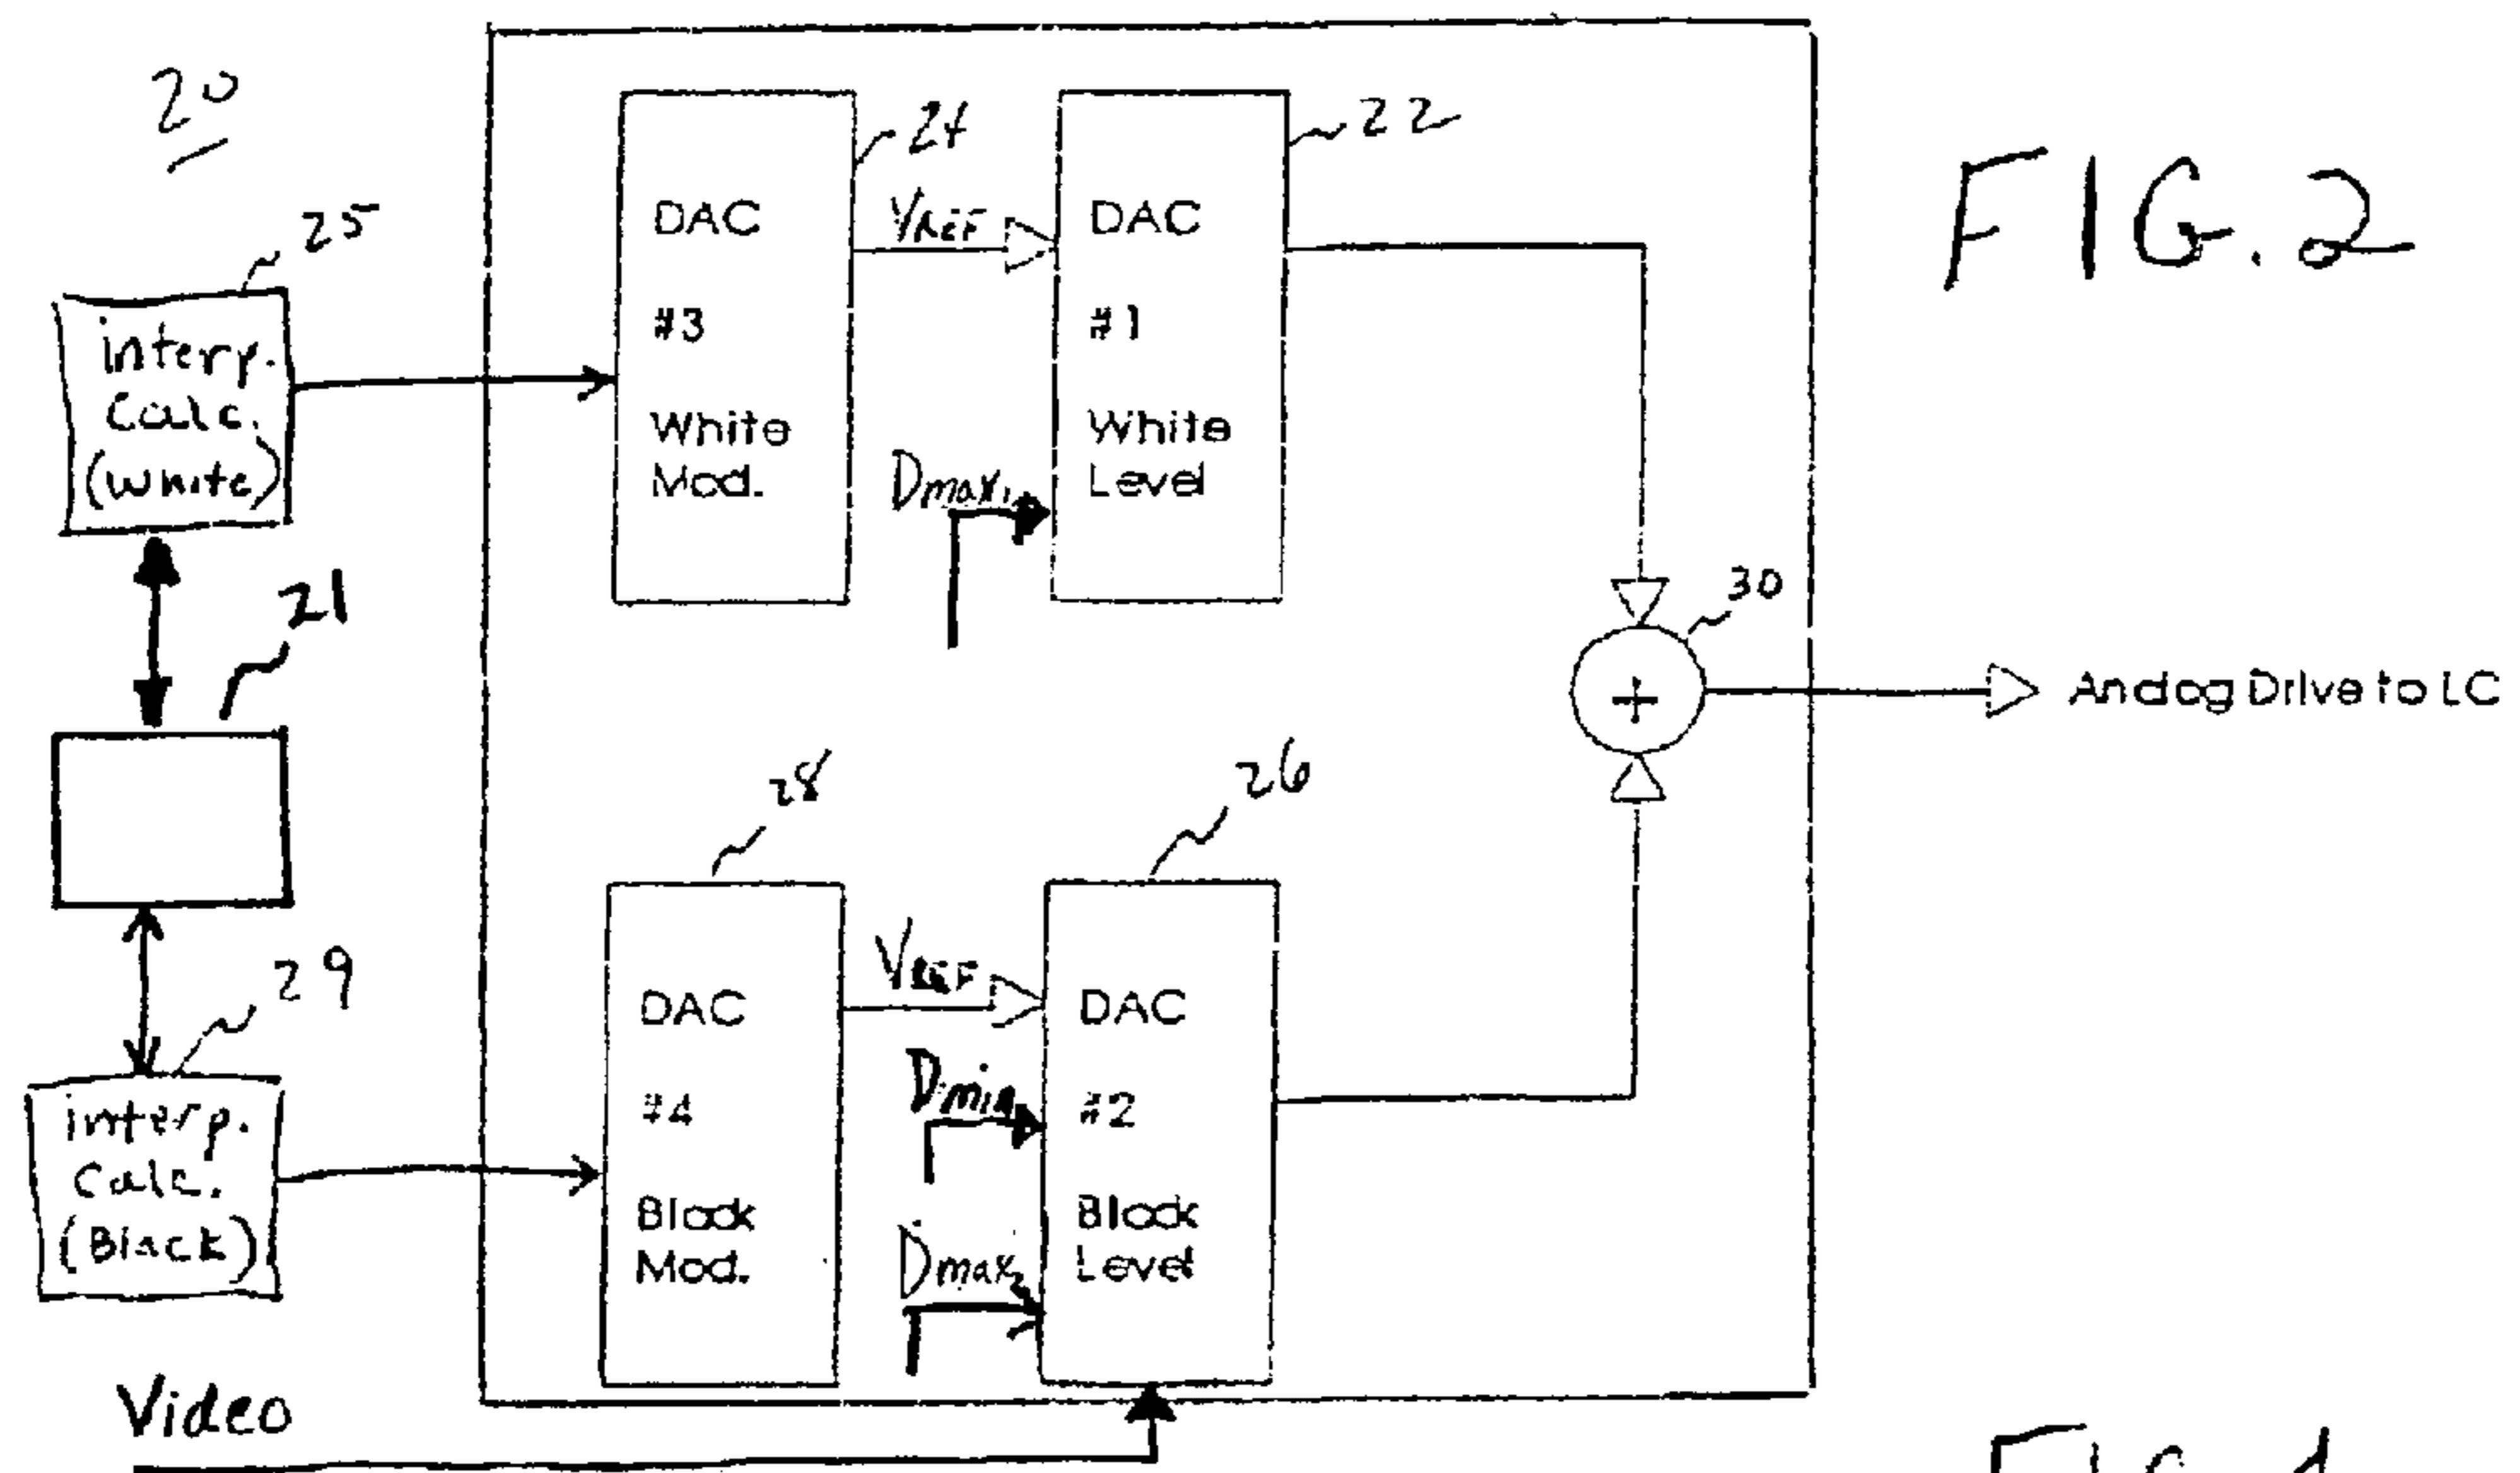 20
FIG.2
24
22
25
VREF
DAC
#3
White
Mod.
DAC
#1
White
Level
Dmax1
interp.
Calc.
(White)
21
30
+
Analog Drive to LC
28
26
29
VREF
DAC
#4
Black
Mod.
DAC
#2
Black
Level
Dmin
Dmax2
interp.
Calc.
(Black)
Video